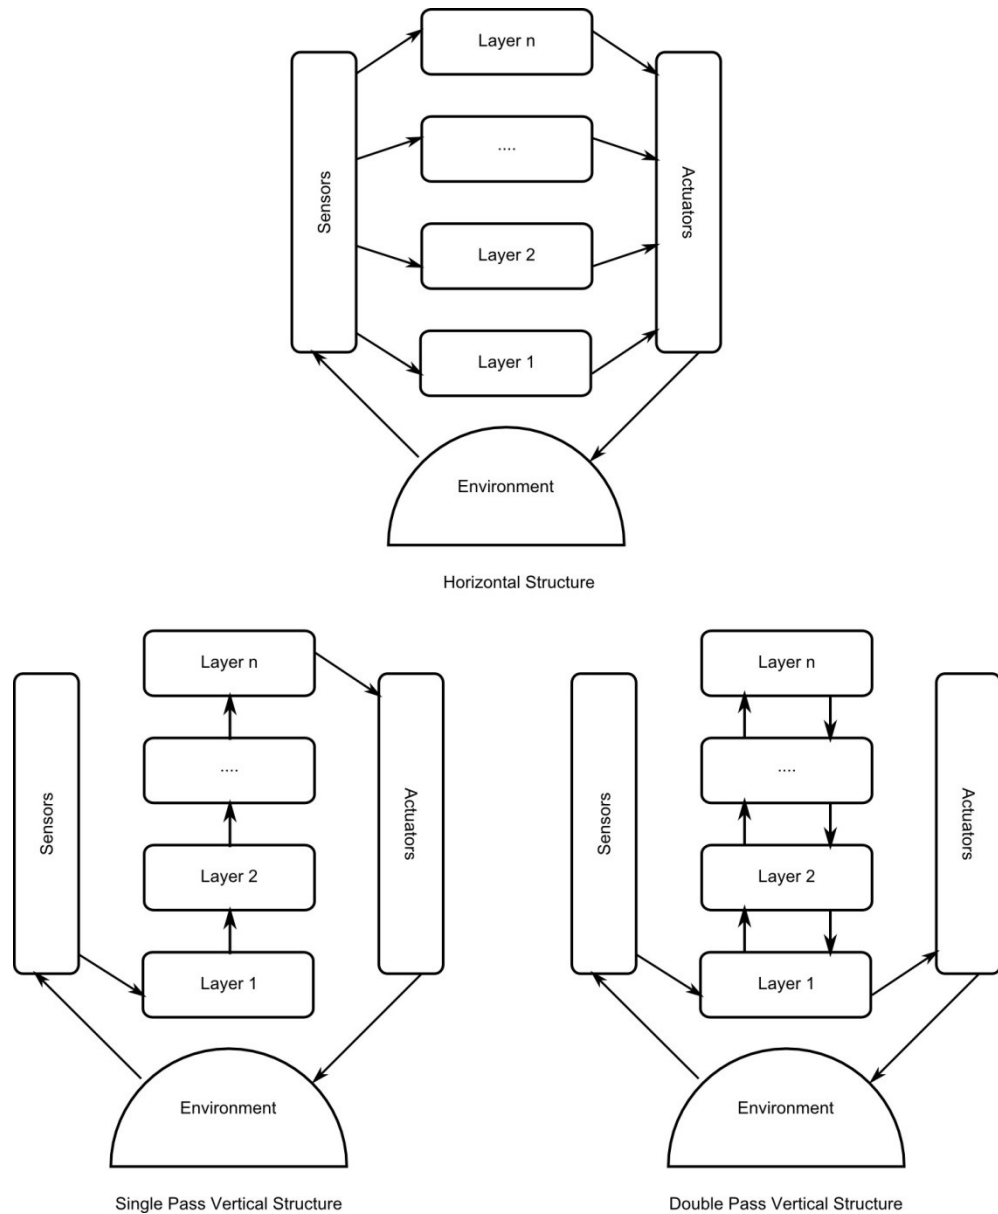 Layer n
....
Sensors
Actuators
Layer 2
Layer 1
Environment
Horizontal Structure
Layer n
....
Sensors
Actuators
Layer 2
Layer 1
Environment
Single Pass Vertical Structure
Layer n
....
Sensors
Actuators
Layer 2
Layer 1
Environment
Double Pass Vertical Structure